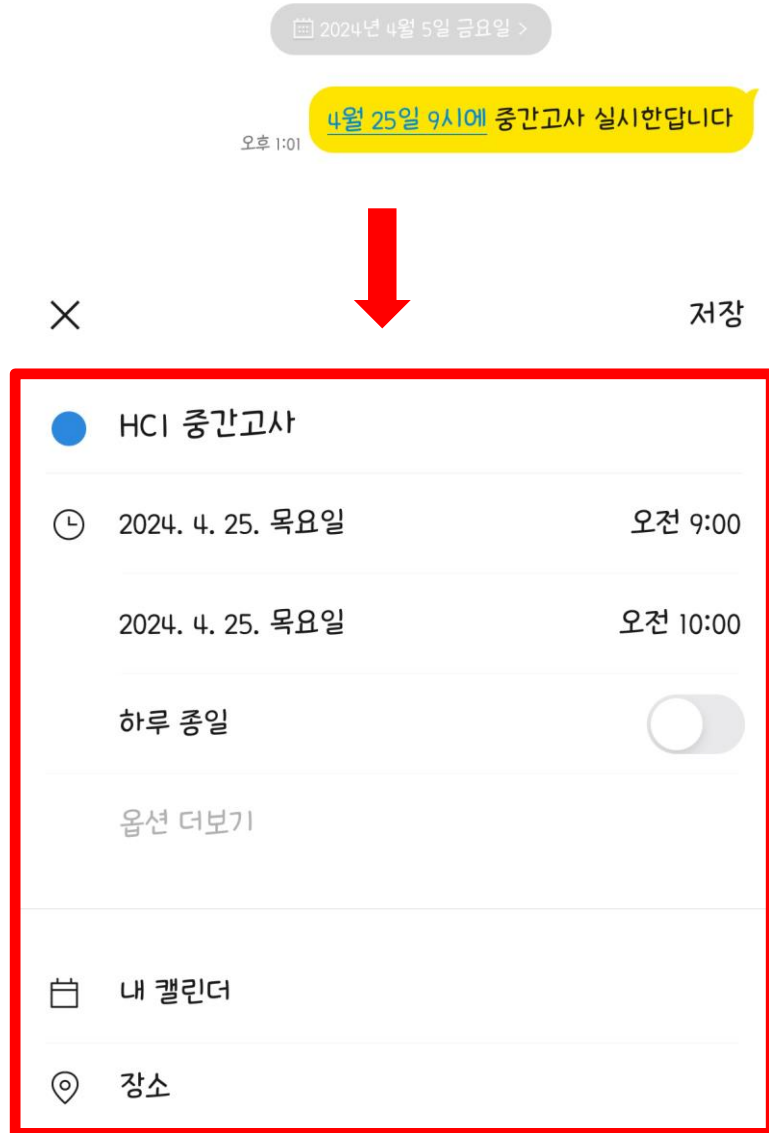 2024년 4월 5일 금요일 >
4월 25일 9시에 중간고사 실시한답니다
오후 1:01
저장
HCI 중간고사
2024. 4. 25. 목요일 오전 9:00
2024. 4. 25. 목요일 오전 10:00
하루 종일
옵션 더보기
내 캘린더
장소